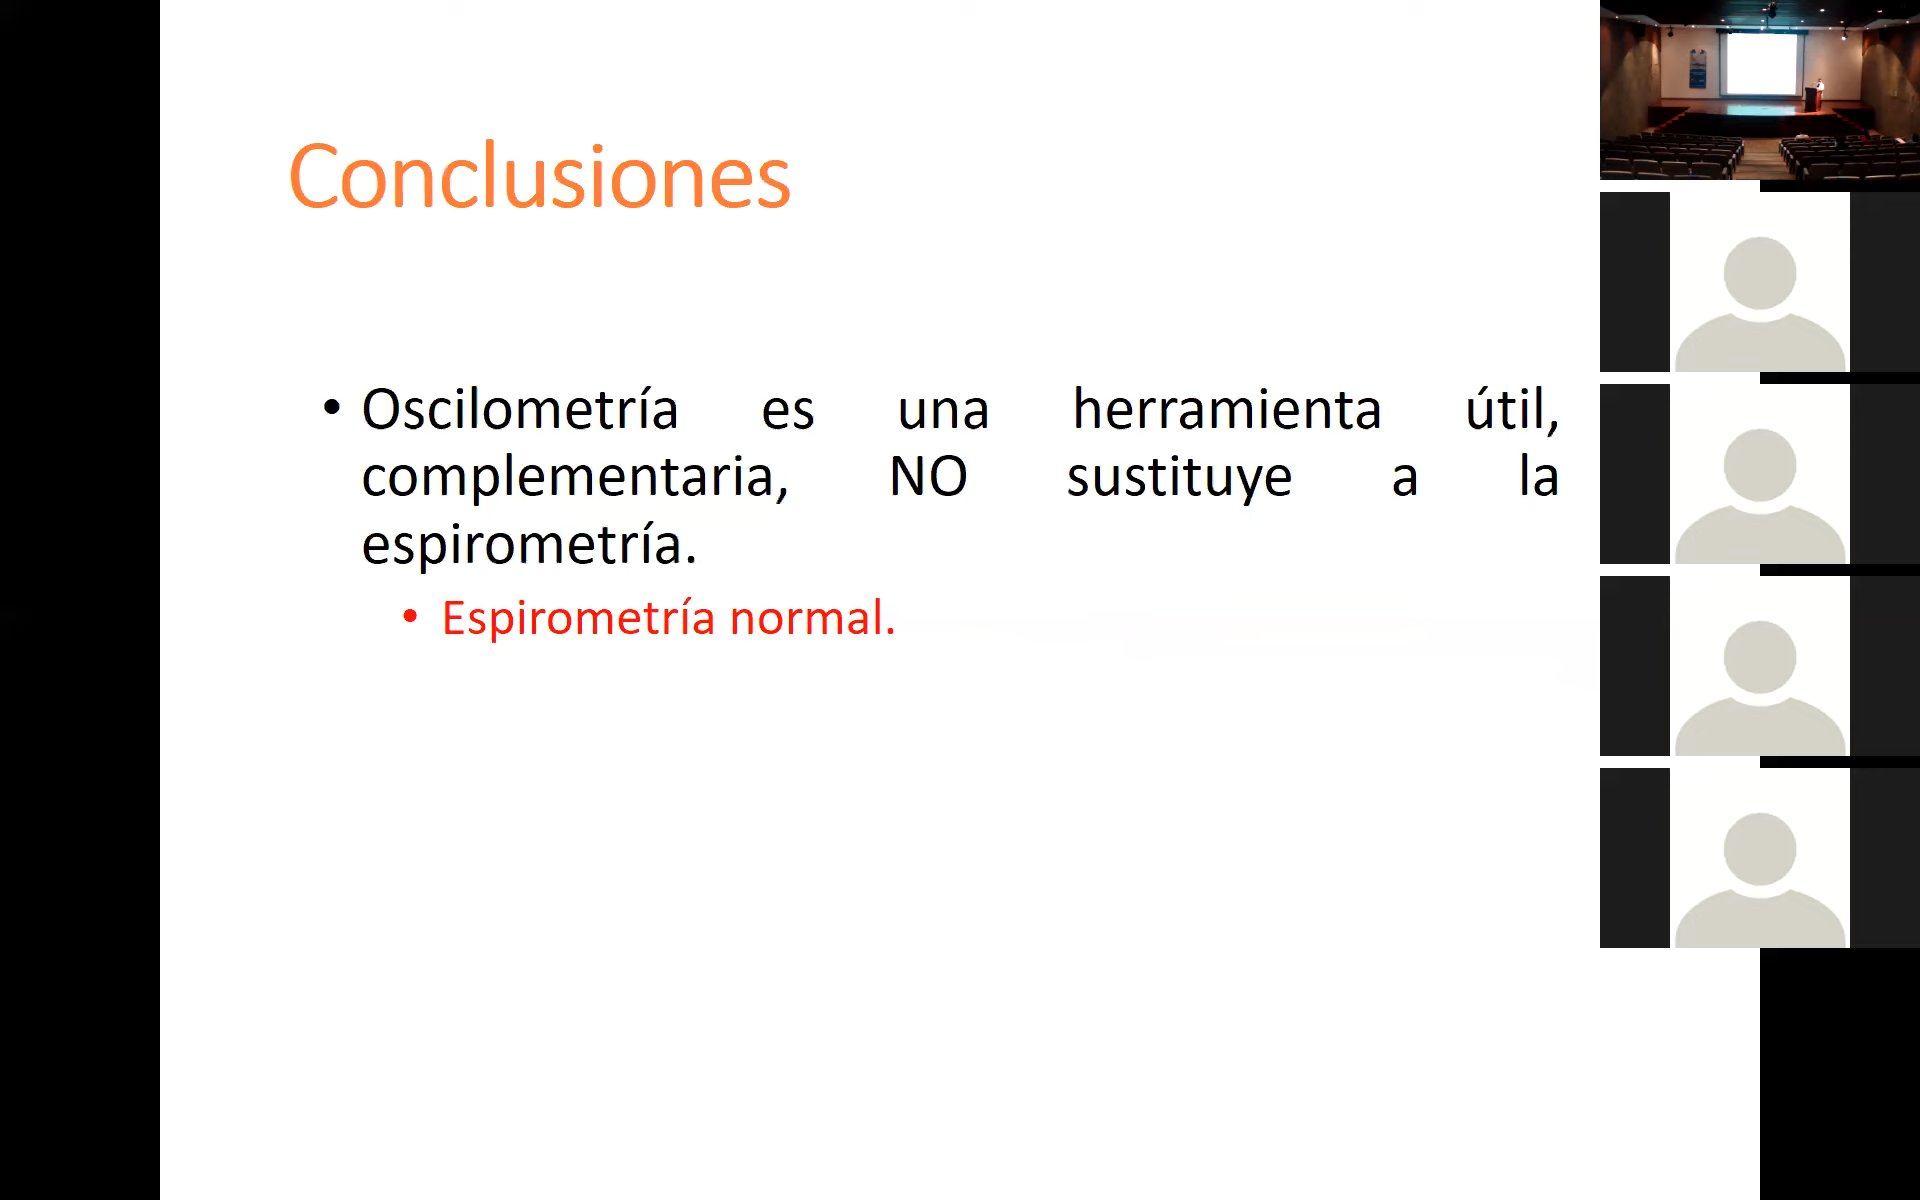 Conclusiones
• Oscilometría es una herramienta útil,
complementaria, NO sustituye a la
espirometría.
• Espirometría normal.